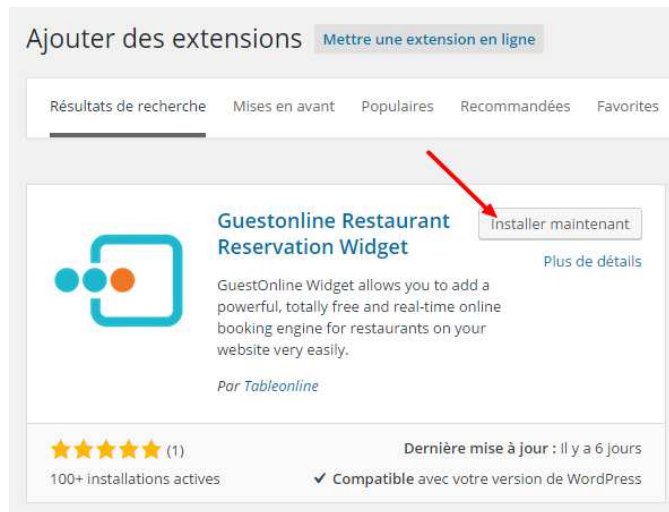 Ajouter des extensions Mettre une extension en ligne
Résultats de recherche Mises en avant Populaires Recommandées Favorites
Guestonline Restaurant
Reservation Widget
Installer maintenant
Plus de détails
GuestOnline Widget allows you to add a
powerful, totally free and real-time online
booking engine for restaurants on your
website very easily.
Par Tableonline
(1)
100+ installations actives
Dernière mise à jour : Il y a 6 jours
✔ Compatible avec votre version de WordPress